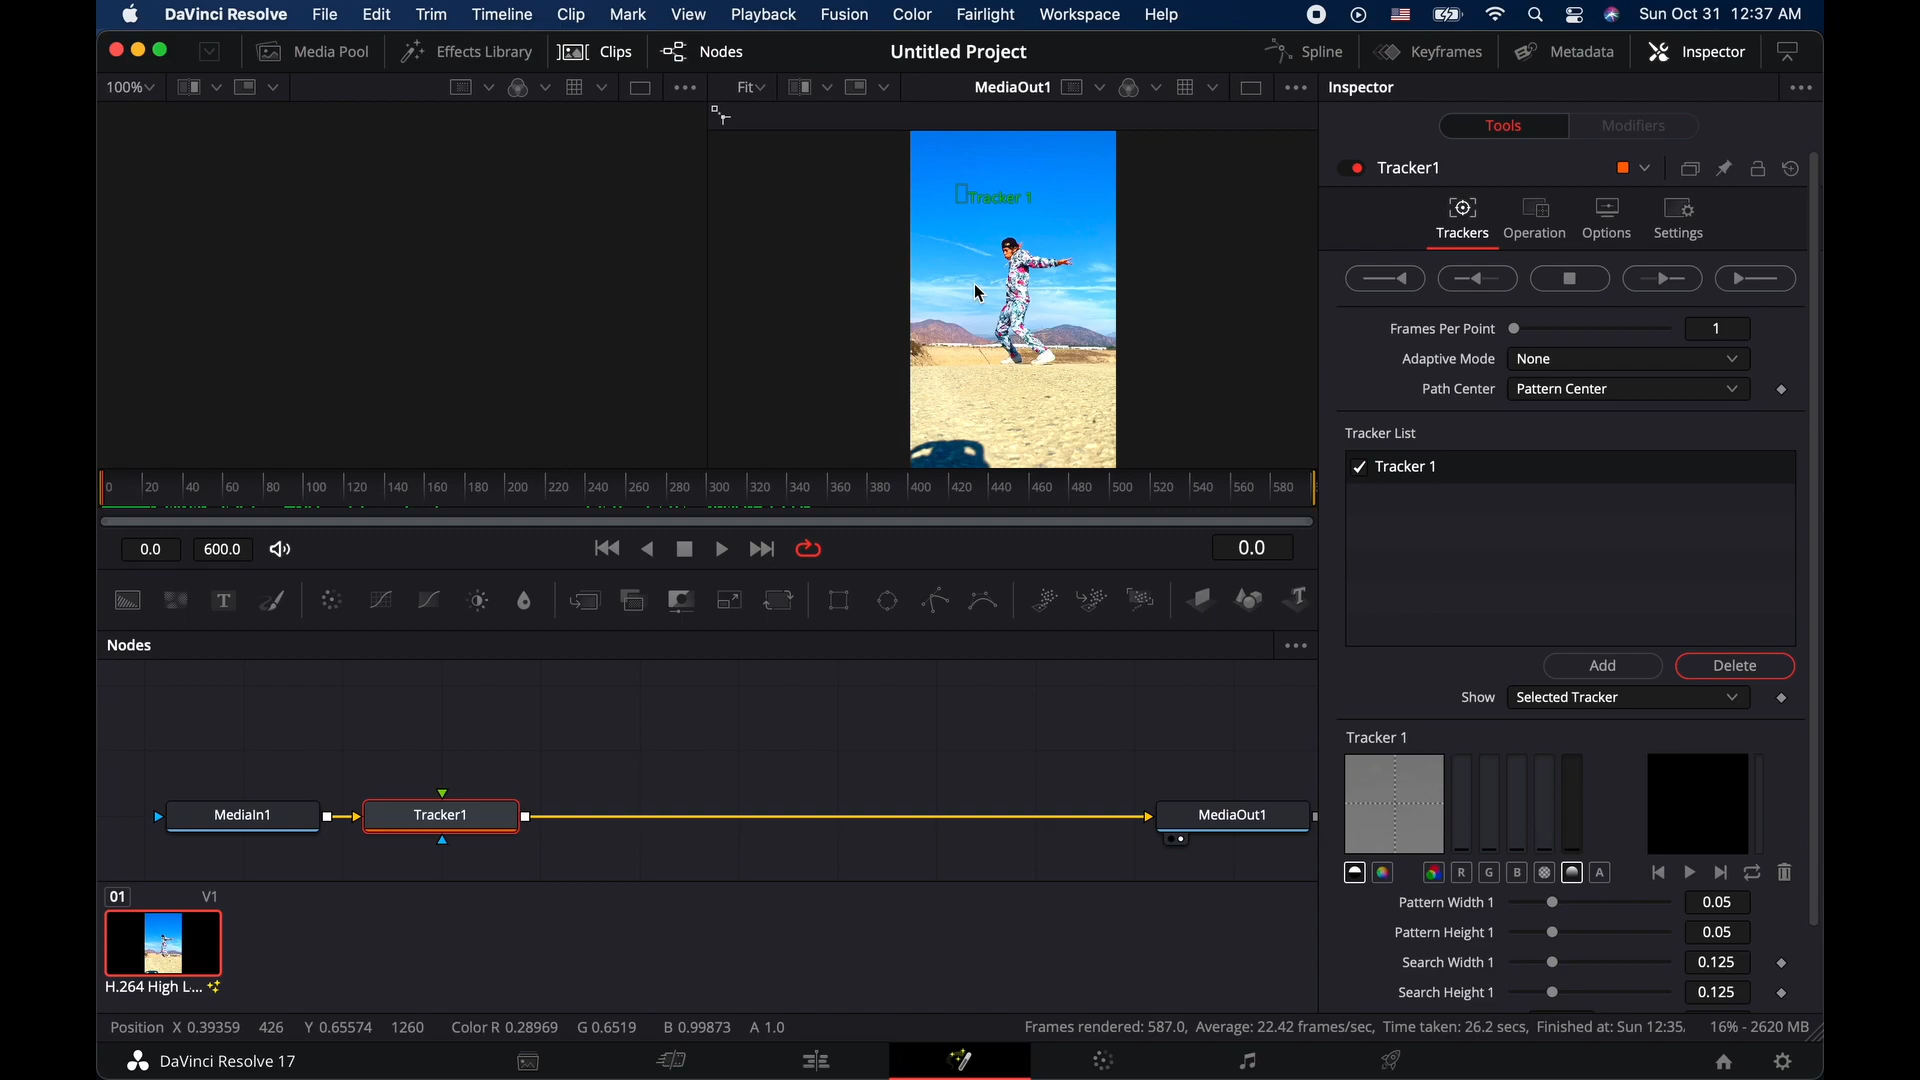 DaVinci Resolve File Edit Trim Timeline Clip Mark View Playback Fusion Color Fairlight Workspace Help Sun Oct 31 12:37 AM
Media Pool Effects Library Clips Nodes Untitled Project Spline Keyframes Metadata Inspector
100% Fit MediaOut1 Inspector
Tools Modifiers
Tracker1
Tracker 1
Trackers Operation Options Settings
Frames Per Point 1
Adaptive Mode None
Path Center Pattern Center
Tracker List
Tracker 1
0 20 40 60 80 100 120 140 160 180 200 220 240 260 280 300 320 340 360 380 400 420 440 460 480 500 520 540 560 580
0.0 600.0 0.0
T T
Nodes
Add Delete
Show Selected Tracker
Tracker 1
MediaIn1 Tracker1 MediaOut1
R G B A
01 V1
Pattern Width 1 0.05
Pattern Height 1 0.05
Search Width 1 0.125
Search Height 1 0.125
H.264 High L...
Position X 0.39359 426 Y 0.65574 1260 Color R 0.28969 G 0.6519 B 0.99873 A 1.0 Frames rendered: 587.0, Average: 22.42 frames/sec, Time taken: 26.2 secs, Finished at: Sun 12:35. 16% - 2620 MB
DaVinci Resolve 17